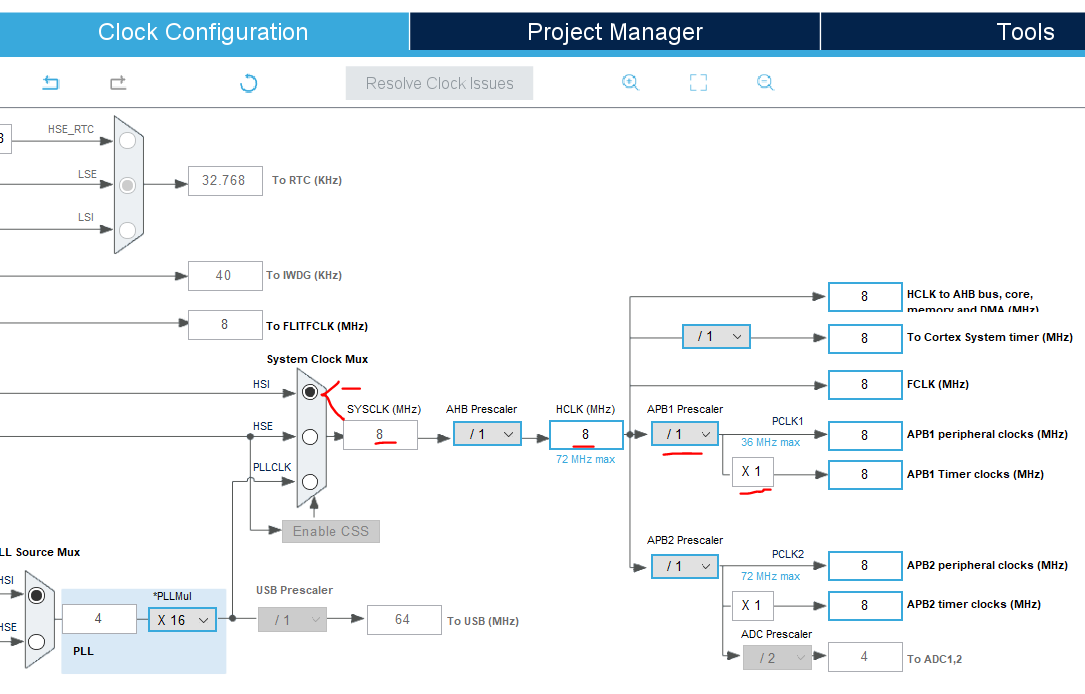 Clock Configuration
Project Manager
Tools
Resolve Clock Issues
HSE_RTC
LSE
LSI
32.768
To RTC (KHz)
40
To IWDG (KHz)
8
To FLITFCLK (MHz)
System Clock Mux
HSI
HSE
PLLCLK
SYSCLK (MHz)
8
AHB Prescaler
/ 1
HCLK (MHz)
8
72 MHz max
Enable CSS
8
HCLK to AHB bus, core,
memory and DMA (MHz)
/ 1
8
To Cortex System timer (MHz)
8
FCLK (MHz)
APB1 Prescaler
/ 1
PCLK1
36 MHz max
8
APB1 peripheral clocks (MHz)
X 1
8
APB1 Timer clocks (MHz)
APB2 Prescaler
/ 1
PCLK2
72 MHz max
8
APB2 peripheral clocks (MHz)
X 1
8
APB2 timer clocks (MHz)
ADC Prescaler
/ 2
4
To ADC1,2
LL Source Mux
HSI
HSE
4
*PLLMul
X 16
PLL
USB Prescaler
/ 1
64
To USB (MHz)